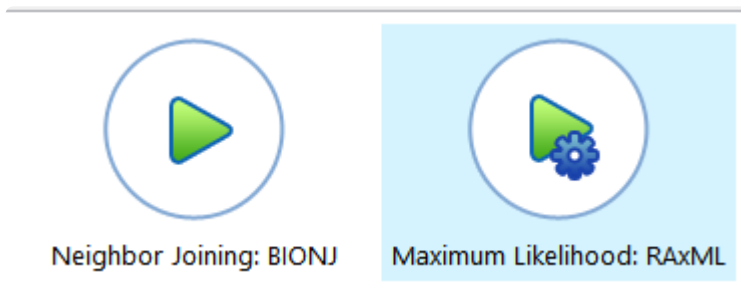 Neighbor Joining: BIONJ
Maximum Likelihood: RAxML